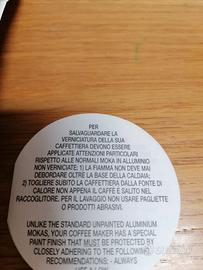 PER
SALVAGUARDARE LA
VERNICIATURA DELLA SUA
CAFFETTIERA DEVONO ESSERE
APPLICATE ATTENZIONI PARTICOLARI
RISPETTO ALLE NORMALI MOKA IN ALLUMINIO
NON VERNICIATE: 1) LA FIAMMA NON DEVE MAI
DEBORDARE OLTRE LA BASE DELLA CALDAIA;
2) TOGLIERE SUBITO LA CAFFETTIERA DALLA FONTE DI
CALORE NON APPENA IL CAFFÈ È SALITO NEL
RACCOGLITORE. PER IL LAVAGGIO NON USARE PAGLIETTE
O PRODOTTI ABRASIVI.
UNLIKE THE STANDARD UNPAINTED ALUMINIUM
MOKAS, YOUR COFFEE MAKER HAS A SPECIAL
PAINT FINISH THAT MUST BE PROTECTED BY
CLOSELY ADHERING TO THE FOLLOWING
RECOMMENDATIONS: - ALWAYS